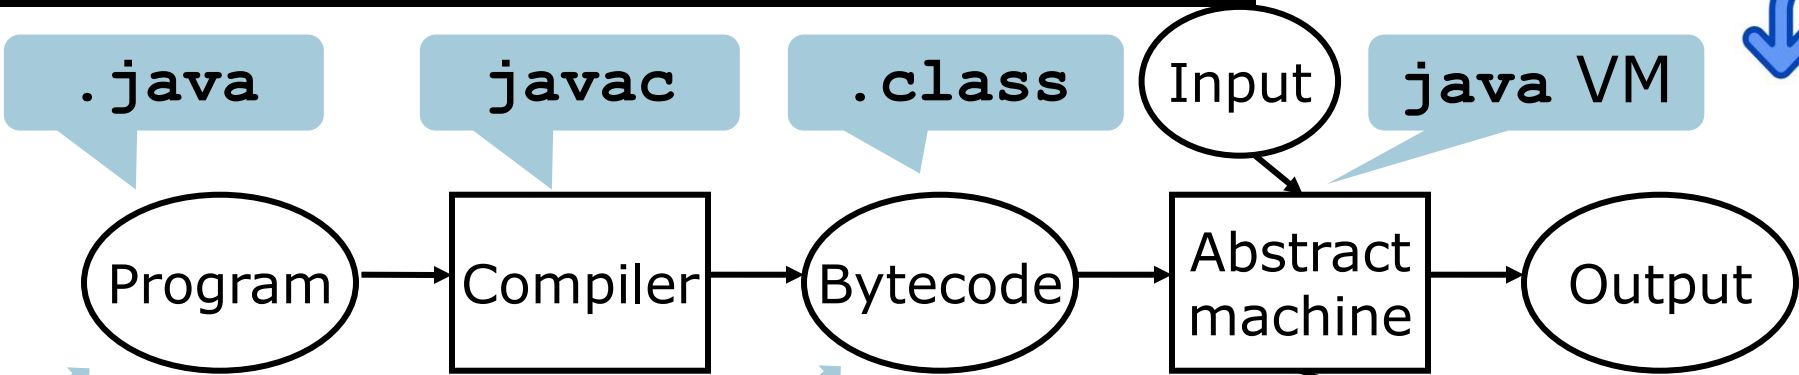 .java
javac
.class
Input
java VM
Program
Compiler
Bytecode
Abstract
machine
Output